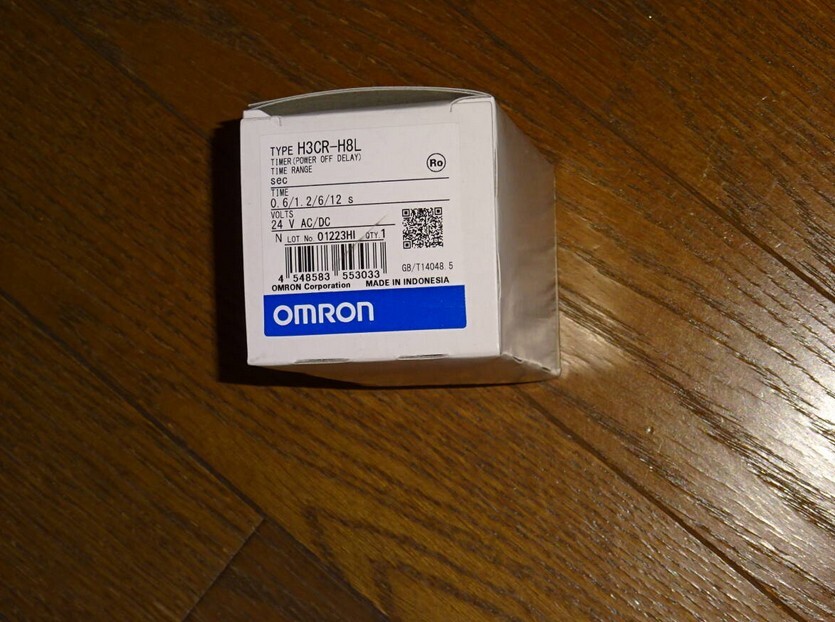 TYPE H3CR-H8L
TIMER(POWER OFF DELAY)
Ro
TIME RANGE
sec
TIME
0.6/1.2/6/12 s
VOLTS
24 V AC/DC
N LOT No 01223HI QTY 1
4 548583 553033
GB/T14048.5
OMRON Corporation MADE IN INDONESIA
OMRON